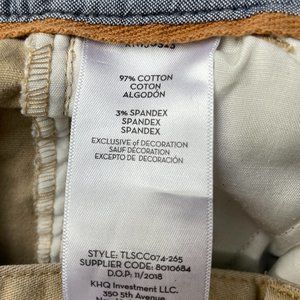 97% COTTON
COTON
ALGODÓN
3% SPANDEX
SPANDEX
SPANDEX
EXCLUSIVE of DECORATION
SAUF DÉCORATION
EXCEPTO DE DECORACIÓN
STYLE: TLSCC074-265
SUPPLIER CODE: 8010684
D.O.P: 11/2018
KHQ Investment LLC.
350 5th Avenue